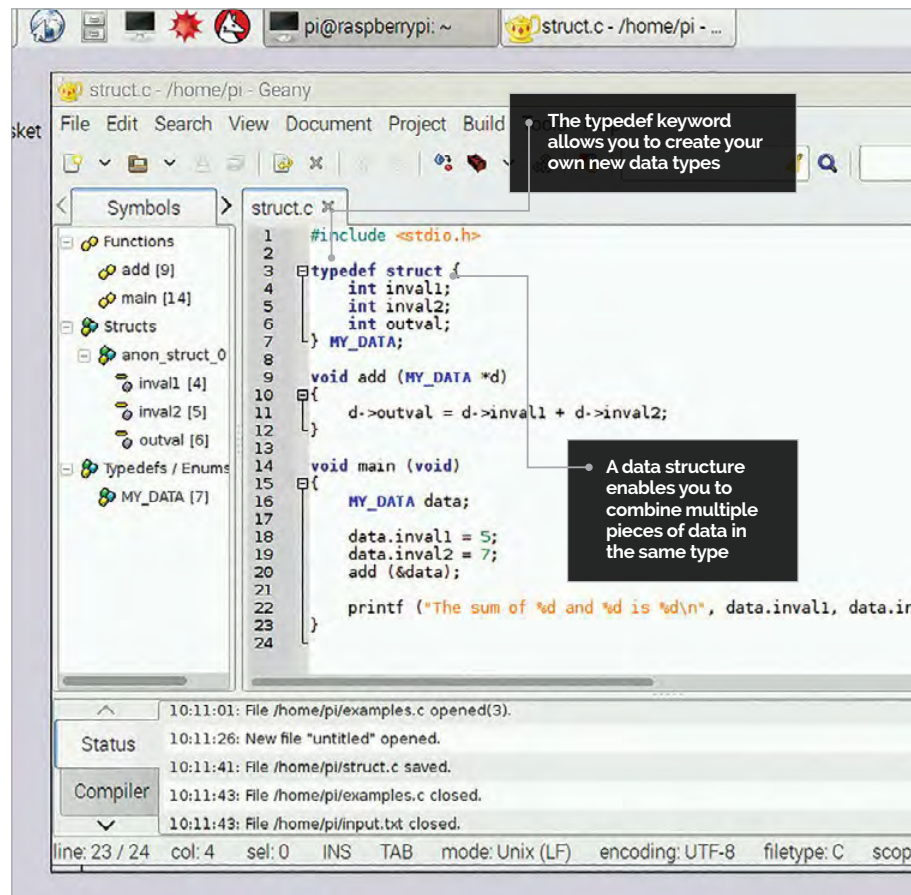 pi@raspberrypi: ~
struct.c - /home/pi - ...
struct.c - /home/pi - Geany
sket
File Edit Search View Document Project Build
The typedef keyword
allows you to create your
own new data types
Symbols
struct.c
Functions
add [9]
main [14]
Structs
anon_struct_0
inval1 [4]
inval2 [5]
outval [6]
Typedefs / Enums
MY_DATA [7]
1 #include <stdio.h>
2
3 typedef struct {
4 int inval1;
5 int inval2;
6 int outval;
7 } MY_DATA;
8
9 void add (MY_DATA *d)
10 {
11 d->outval = d->inval1 + d->inval2;
12 }
13
14 void main (void)
15 {
16 MY_DATA data;
17
18 data.inval1 = 5;
19 data.inval2 = 7;
20 add (&data);
21
22 printf ("The sum of %d and %d is %d\n", data.inval1, data.in
23 }
24
A data structure
enables you to
combine multiple
pieces of data in
the same type
Status
Compiler
10:11:01: File /home/pi/examples.c opened(3).
10:11:26: New file "untitled" opened.
10:11:41: File /home/pi/struct.c saved.
10:11:43: File /home/pi/examples.c closed.
10:11:43: File /home/pi/input.txt closed.
line: 23 / 24 col: 4 sel: 0 INS TAB mode: Unix (LF) encoding: UTF-8 filetype: C scop